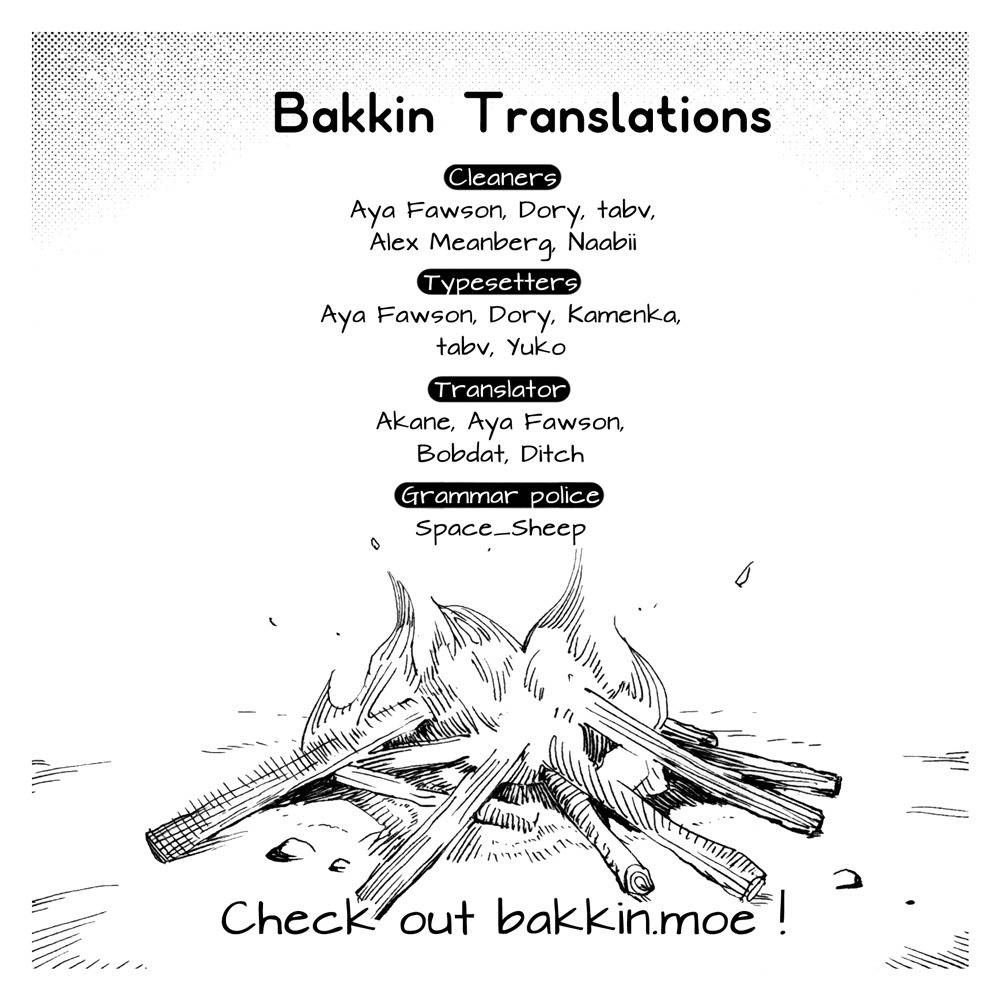 Bakkin Translations
Cleaners
Aya Fawson, Dory, tabv,
Alex Meanberg, Naabii
Typesetters
Aya Fawson, Dory, Kamenka,
tabv, Yuko
Translator
Akane, Aya Fawson,
Bobdat, Ditch
Grammar police
Space_Sheep
Check out bakkin.moe !